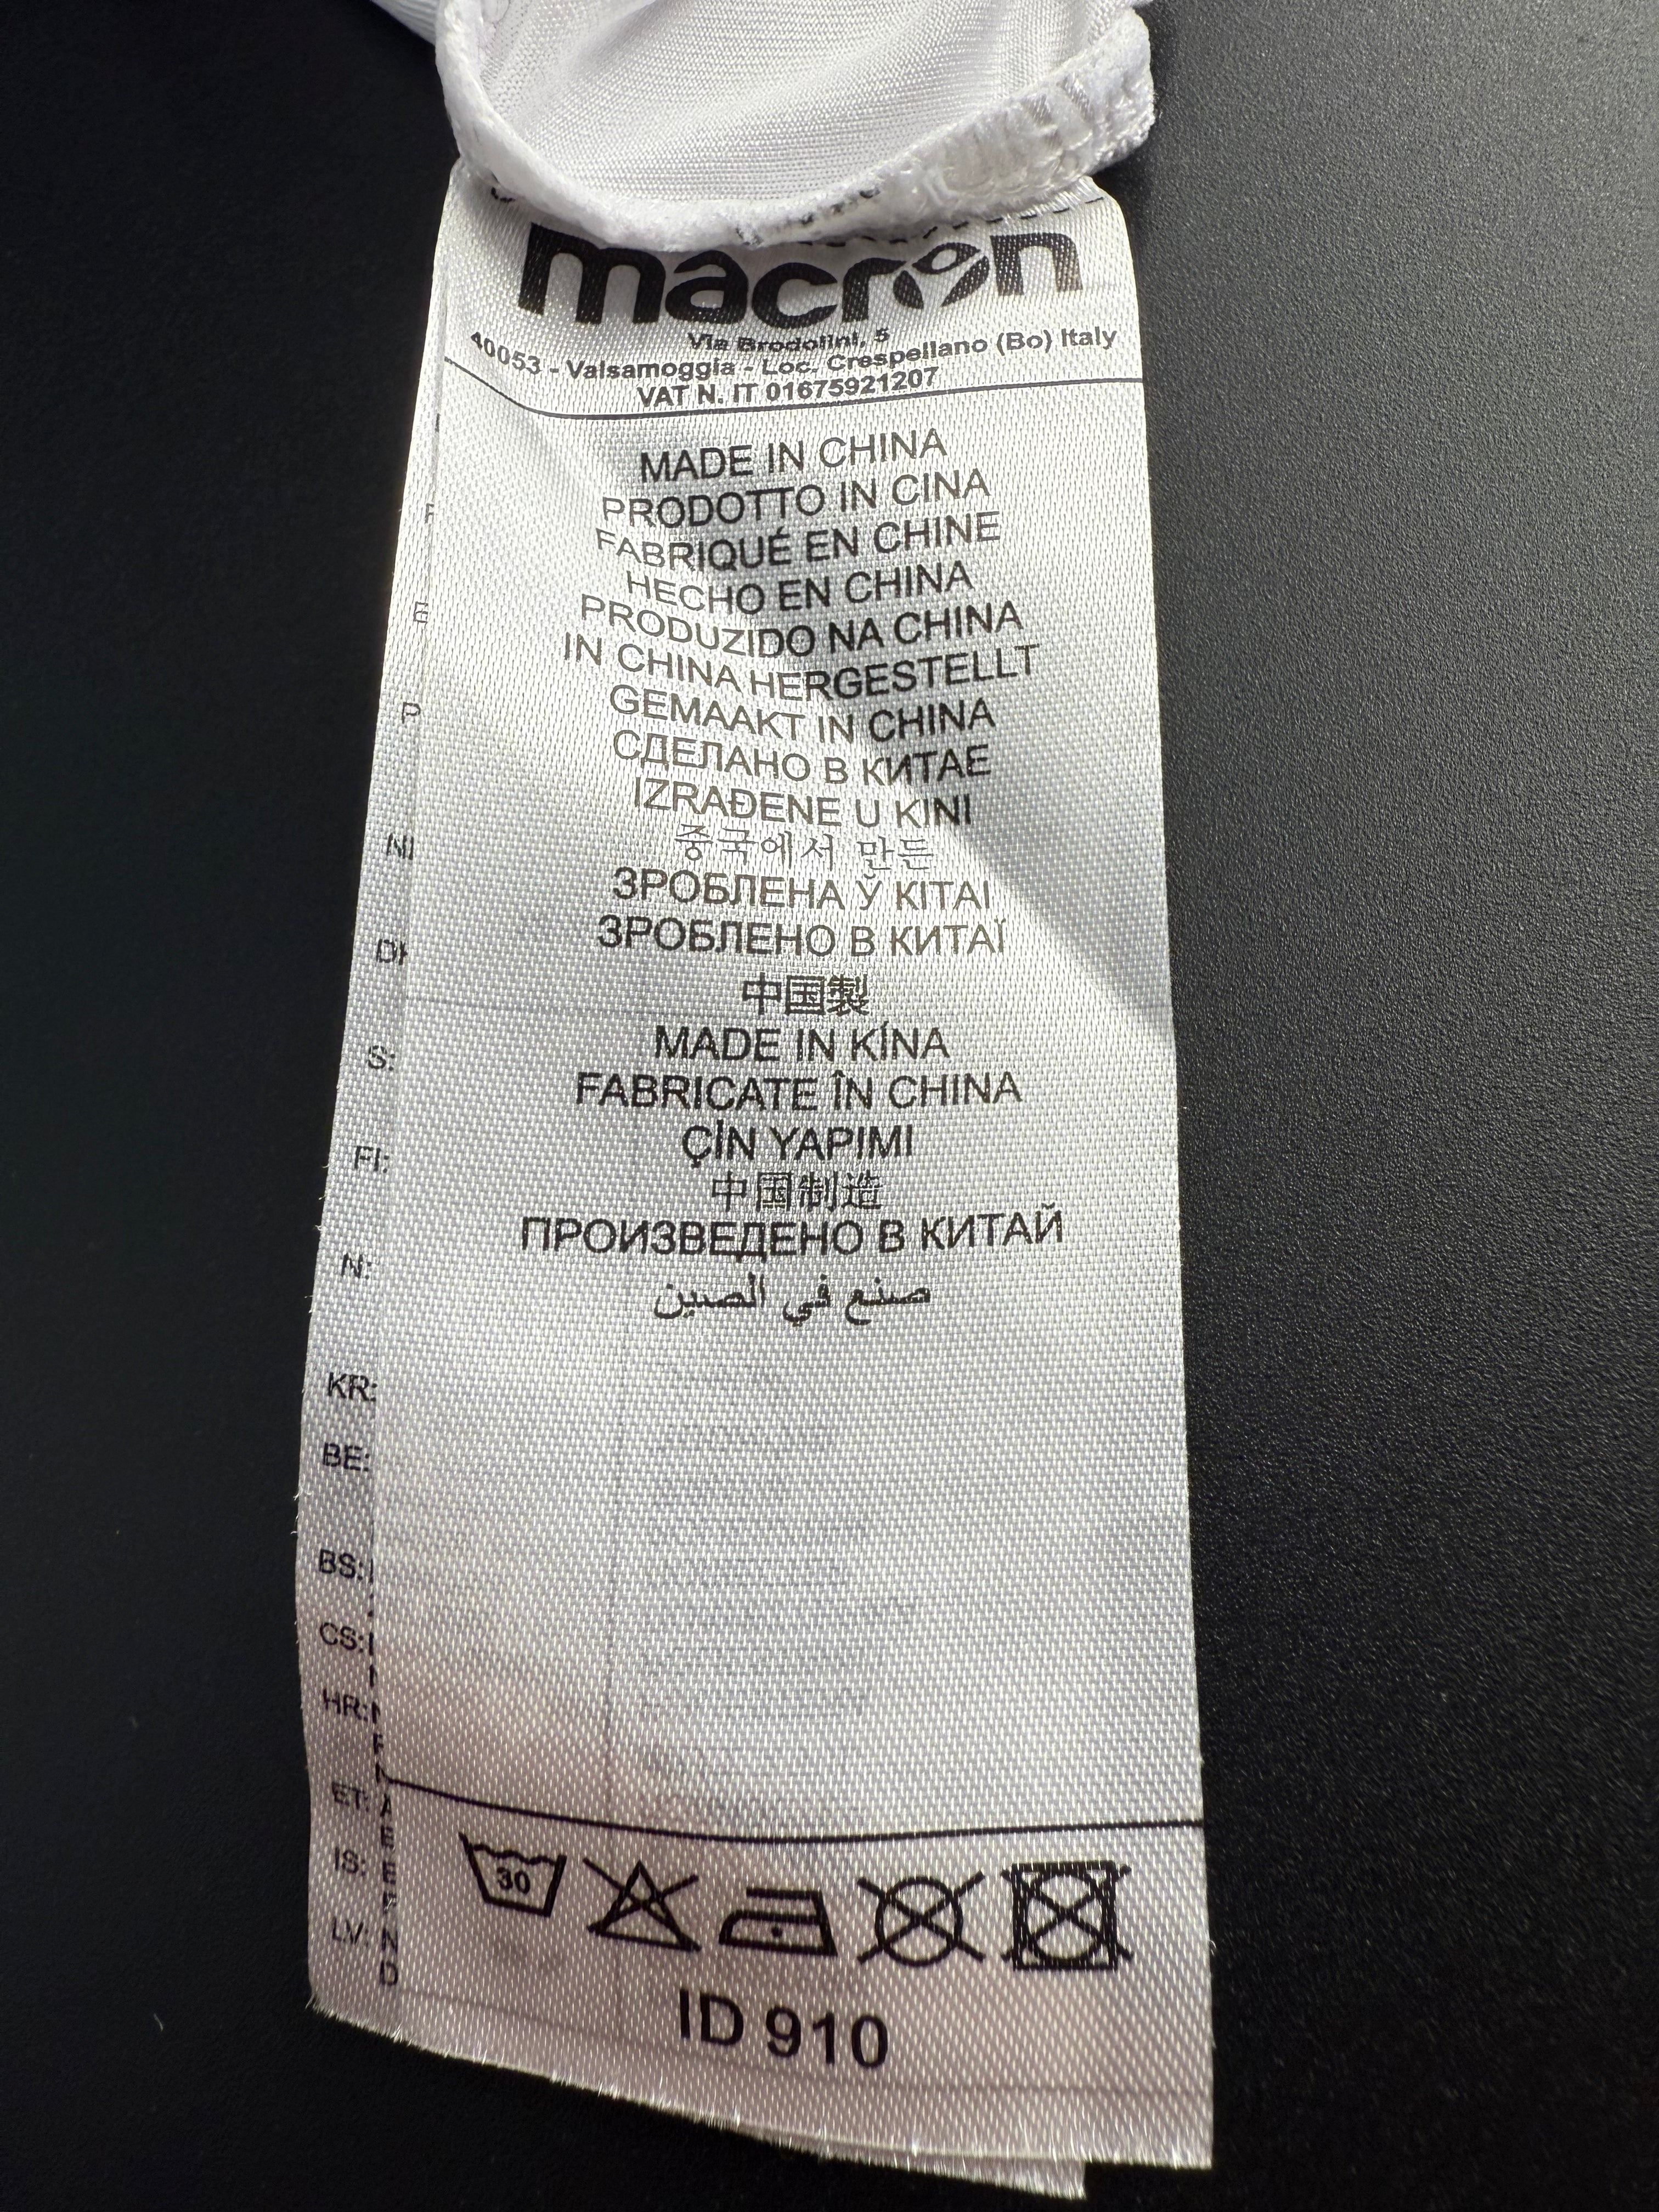 macron
Via Brodolini, 5
40053 - Valsamoggia - Loc. Crespellano (Bo) Italy
VAT N. IT 01675921207
MADE IN CHINA
PRODOTTO IN CINA
FABRIQUÉ EN CHINE
HECHO EN CHINA
PRODUZIDO NA CHINA
IN CHINA HERGESTELLT
GEMAAKT IN CHINA
СДЕЛАНО В КИТАЕ
IZRAĐENE U KINI
중국에서 만든
ЗРОБЛЕНА Ў КІТАІ
ЗРОБЛЕНО В КИТАЇ
中国製
MADE IN KÍNA
FABRICATE ÎN CHINA
ÇİN YAPIMI
中国制造
ПРОИЗВЕДЕНО В КИТАЙ
صنع في الصين
30
ID 910
S:
FI:
N:
KR:
BE:
BS:
CS:
HR:
ET:
IS:
LV: